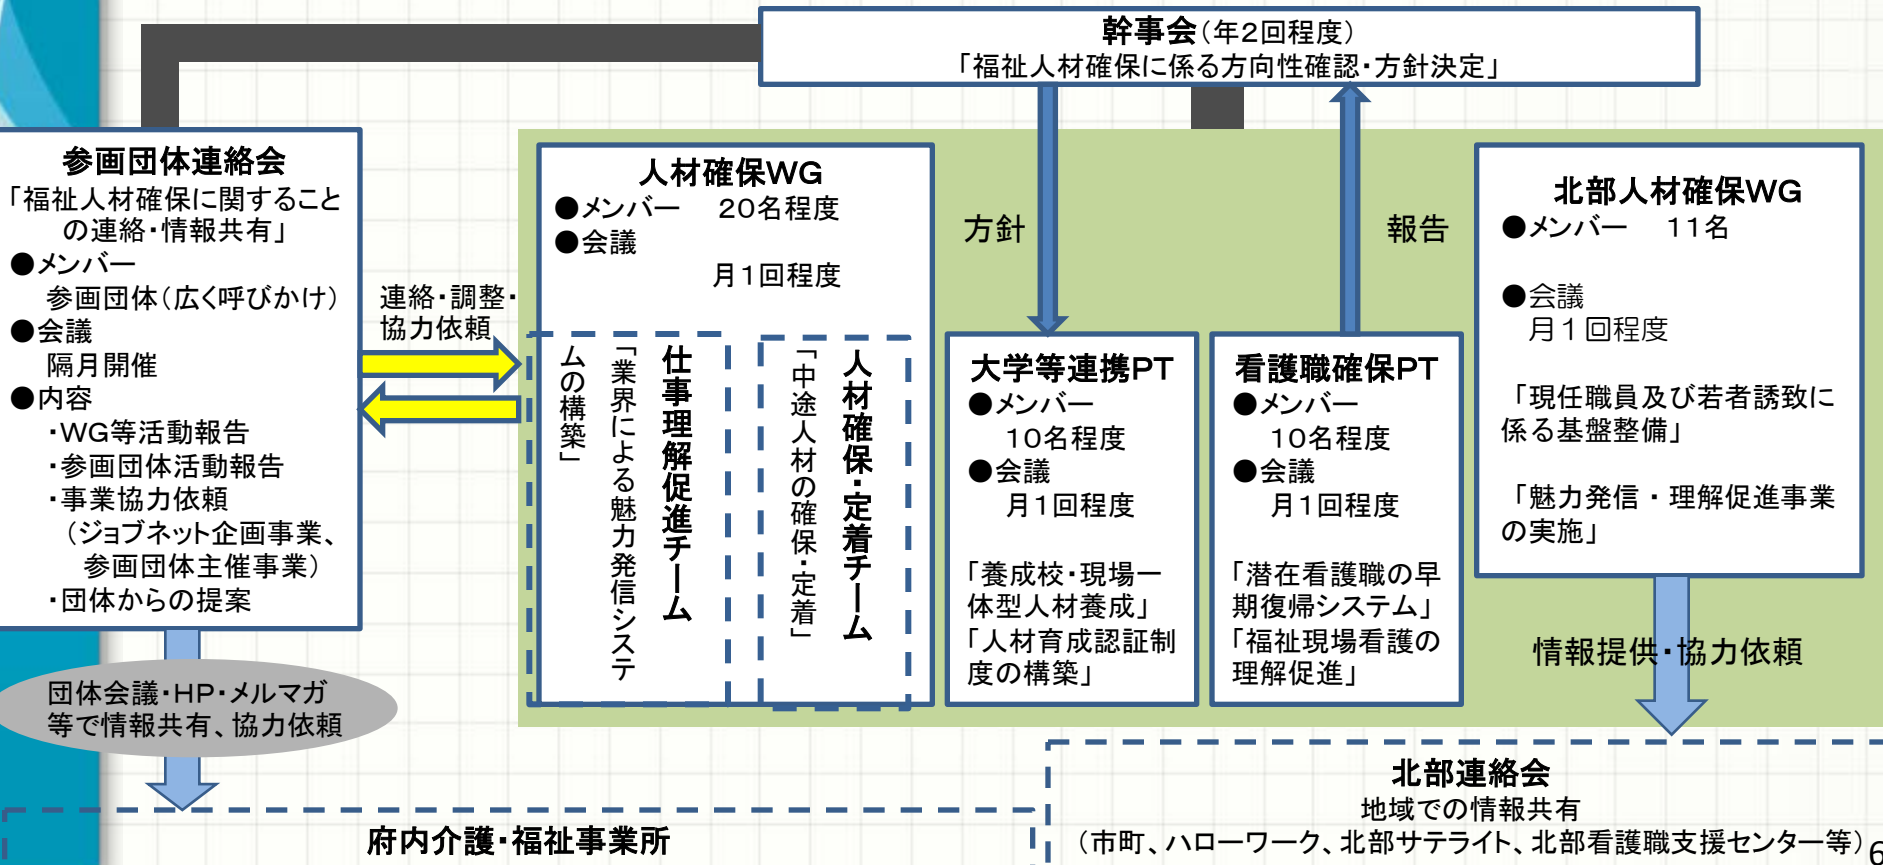 幹事会(年2回程度)
「福祉人材確保に係る方向性確認・方針決定」
参画団体連絡会
「福祉人材確保に関すること
の連絡・情報共有」
●メンバー
参画団体(広く呼びかけ)
●会議
隔月開催
●内容
・WG等活動報告
・参画団体活動報告
・事業協力依頼
(ジョブネット企画事業、
参画団体主催事業)
・団体からの提案
連絡・調整・
協力依頼
人材確保WG
●メンバー 20名程度
●会議
月1回程度
仕事理解促進チーム
「業界による魅力発信システ
ムの構築」
人材確保・定着チーム
「中途人材の確保・定着」
方針
報告
大学等連携PT
●メンバー
10名程度
●会議
月1回程度
「養成校・現場一
体型人材養成」
「人材育成認証制
度の構築」
看護職確保PT
●メンバー
10名程度
●会議
月1回程度
「潜在看護職の早
期復帰システム」
「福祉現場看護の
理解促進」
北部人材確保WG
●メンバー 11名
●会議
月1回程度
「現任職員及び若者誘致に
係る基盤整備」
「魅力発信・理解促進事業
の実施」
情報提供・協力依頼
団体会議・HP・メルマガ
等で情報共有、協力依頼
府内介護・福祉事業所
北部連絡会
地域での情報共有
(市町、ハローワーク、北部サテライト、北部看護職支援センター等)
6